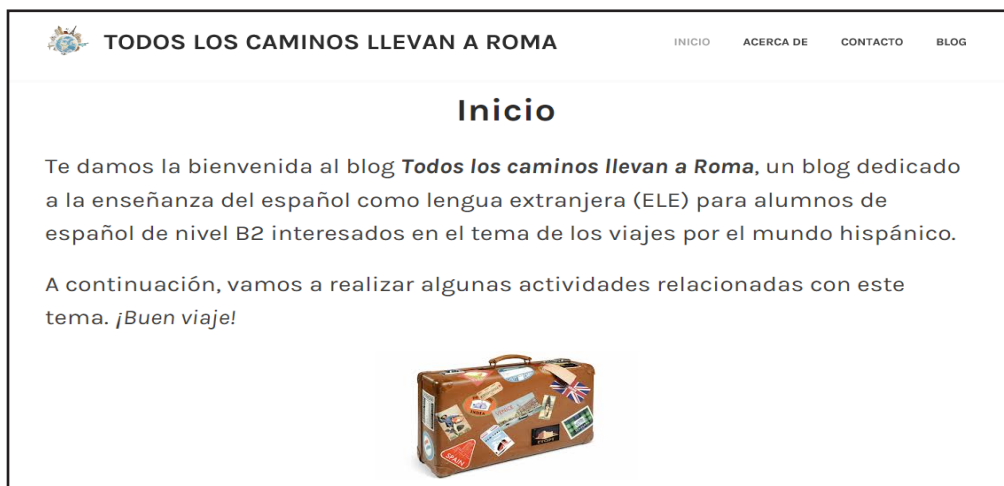 TODOS LOS CAMINOS LLEVAN A ROMA
INICIO ACERCA DE CONTACTO BLOG
Inicio
Te damos la bienvenida al blog Todos los caminos llevan a Roma, un blog dedicado
a la enseñanza del español como lengua extranjera (ELE) para alumnos de
español de nivel B2 interesados en el tema de los viajes por el mundo hispánico.
A continuación, vamos a realizar algunas actividades relacionadas con este
tema. ¡Buen viaje!
VENICE
SPAIN